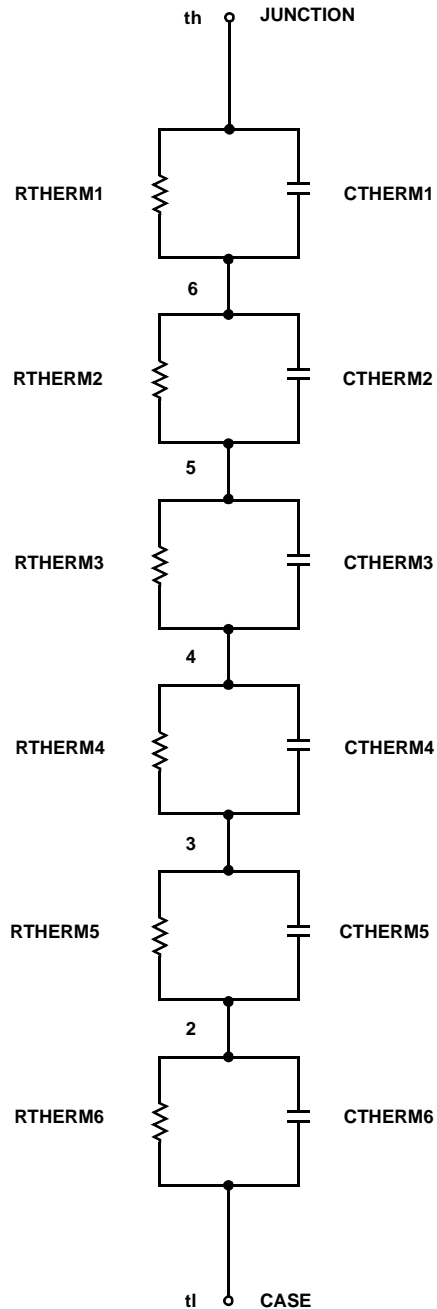 th JUNCTION
RTHERM1 CTHERM1
6
RTHERM2 CTHERM2
5
RTHERM3 CTHERM3
4
RTHERM4 CTHERM4
3
RTHERM5 CTHERM5
2
RTHERM6 CTHERM6
tl CASE